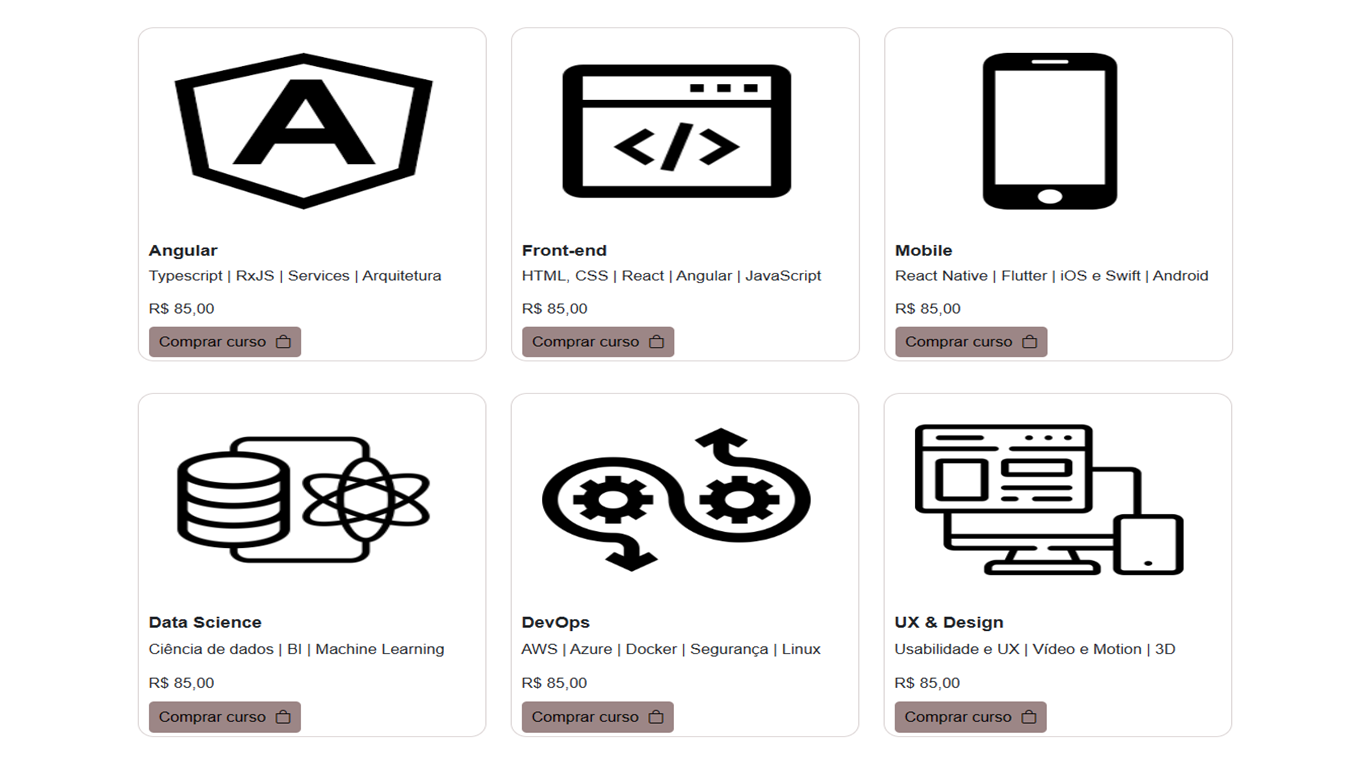 A
Angular
Typescript | RxJS | Services | Arquitetura
R$ 85,00
Comprar curso
</>
Front-end
HTML, CSS | React | Angular | JavaScript
R$ 85,00
Comprar curso
Mobile
React Native | Flutter | iOS e Swift | Android
R$ 85,00
Comprar curso
Data Science
Ciência de dados | BI | Machine Learning
R$ 85,00
Comprar curso
DevOps
AWS | Azure | Docker | Segurança | Linux
R$ 85,00
Comprar curso
UX & Design
Usabilidade e UX | Vídeo e Motion | 3D
R$ 85,00
Comprar curso